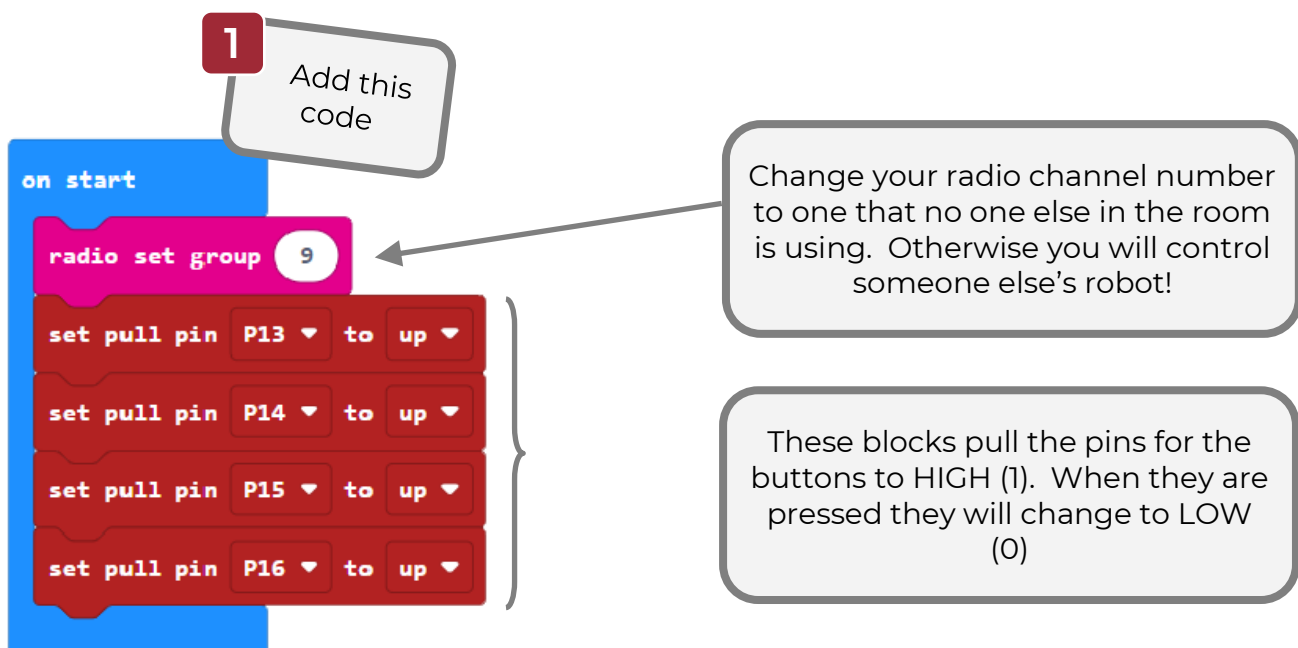 1
Add this
code
on start
radio set group 9
set pull pin P13 to up
set pull pin P14 to up
set pull pin P15 to up
set pull pin P16 to up
Change your radio channel number
to one that no one else in the room
is using.  Otherwise you will control
someone else’s robot!
These blocks pull the pins for the
buttons to HIGH (1).  When they are
pressed they will change to LOW
(0)